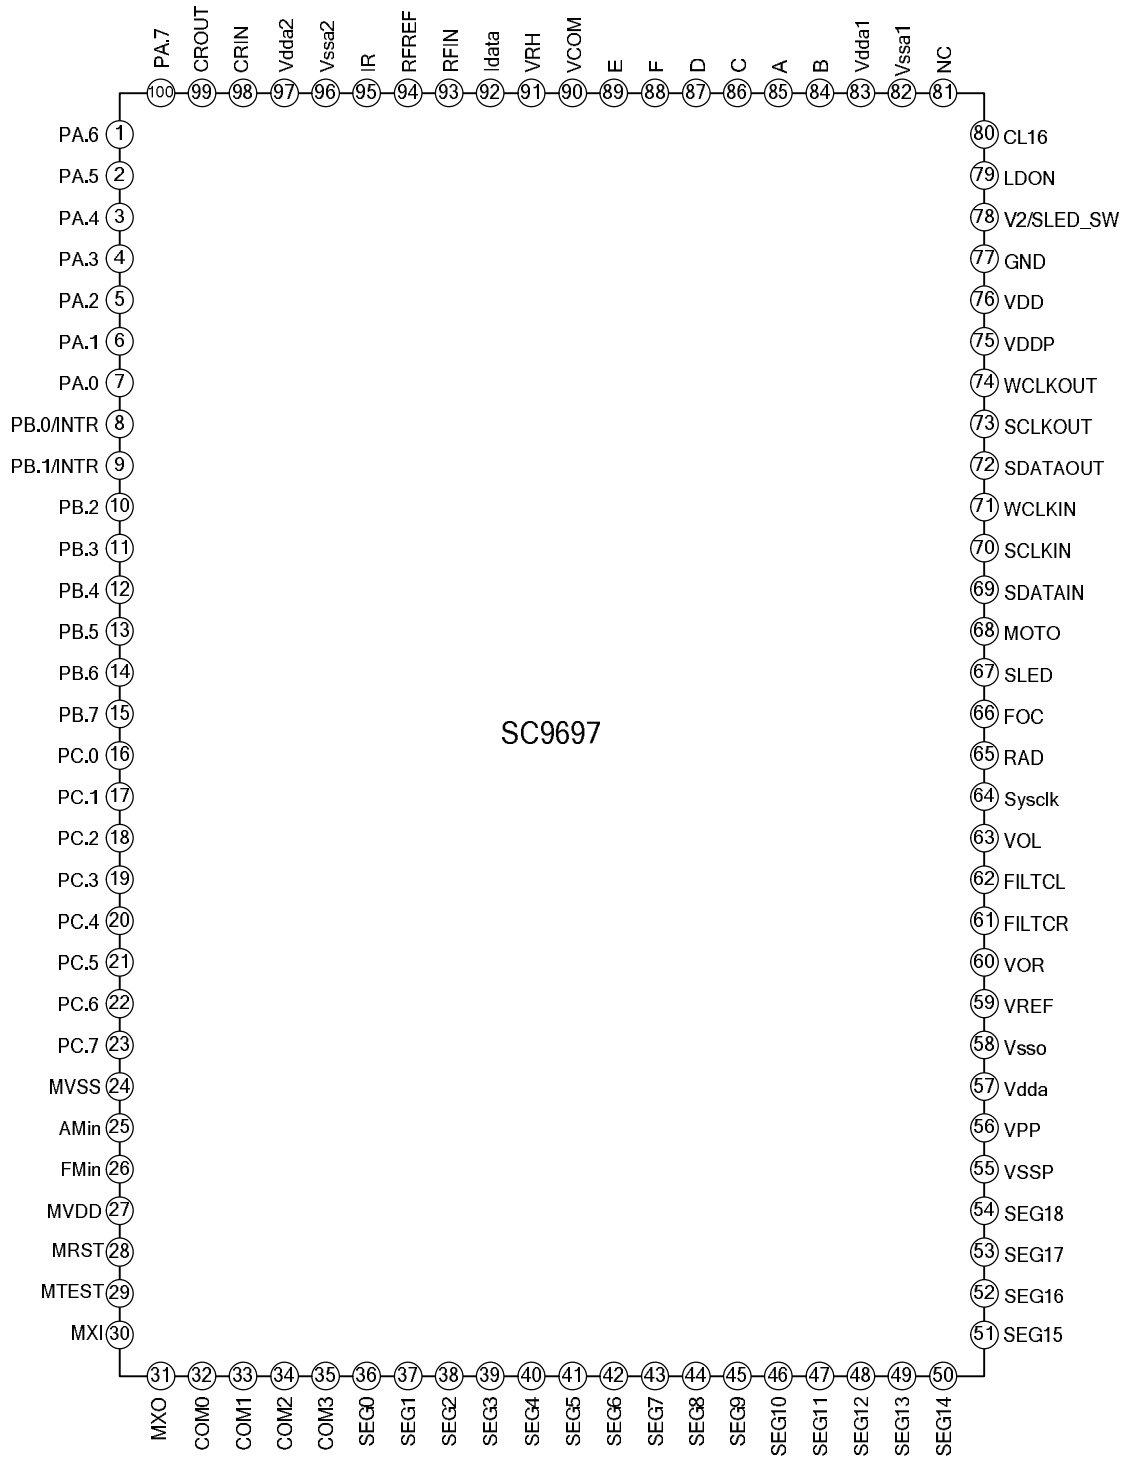 PA.7
CROUT
CRIN
Vdda2
Vssa2
IR
RFREF
RFIN
Idata
VRH
VCOM
E
F
D
C
A
B
Vdda1
Vssa1
NC
100 99 98 97 96 95 94 93 92 91 90 89 88 87 86 85 84 83 82 81
PA.6 1
PA.5 2
PA.4 3
PA.3 4
PA.2 5
PA.1 6
PA.0 7
PB.0/INTR 8
PB.1/INTR 9
PB.2 10
PB.3 11
PB.4 12
PB.5 13
PB.6 14
PB.7 15
PC.0 16
PC.1 17
PC.2 18
PC.3 19
PC.4 20
PC.5 21
PC.6 22
PC.7 23
MVSS 24
AMin 25
FMin 26
MVDD 27
MRST 28
MTEST 29
MXI 30
SC9697
80 CL16
79 LDON
78 V2/SLED_SW
77 GND
76 VDD
75 VDDP
74 WCLKOUT
73 SCLKOUT
72 SDATAOUT
71 WCLKIN
70 SCLKIN
69 SDATAIN
68 MOTO
67 SLED
66 FOC
65 RAD
64 Sysclk
63 VOL
62 FILTCL
61 FILTCR
60 VOR
59 VREF
58 Vsso
57 Vdda
56 VPP
55 VSSP
54 SEG18
53 SEG17
52 SEG16
51 SEG15
31 32 33 34 35 36 37 38 39 40 41 42 43 44 45 46 47 48 49 50
MXO
COM0
COM1
COM2
COM3
SEG0
SEG1
SEG2
SEG3
SEG4
SEG5
SEG6
SEG7
SEG8
SEG9
SEG10
SEG11
SEG12
SEG13
SEG14